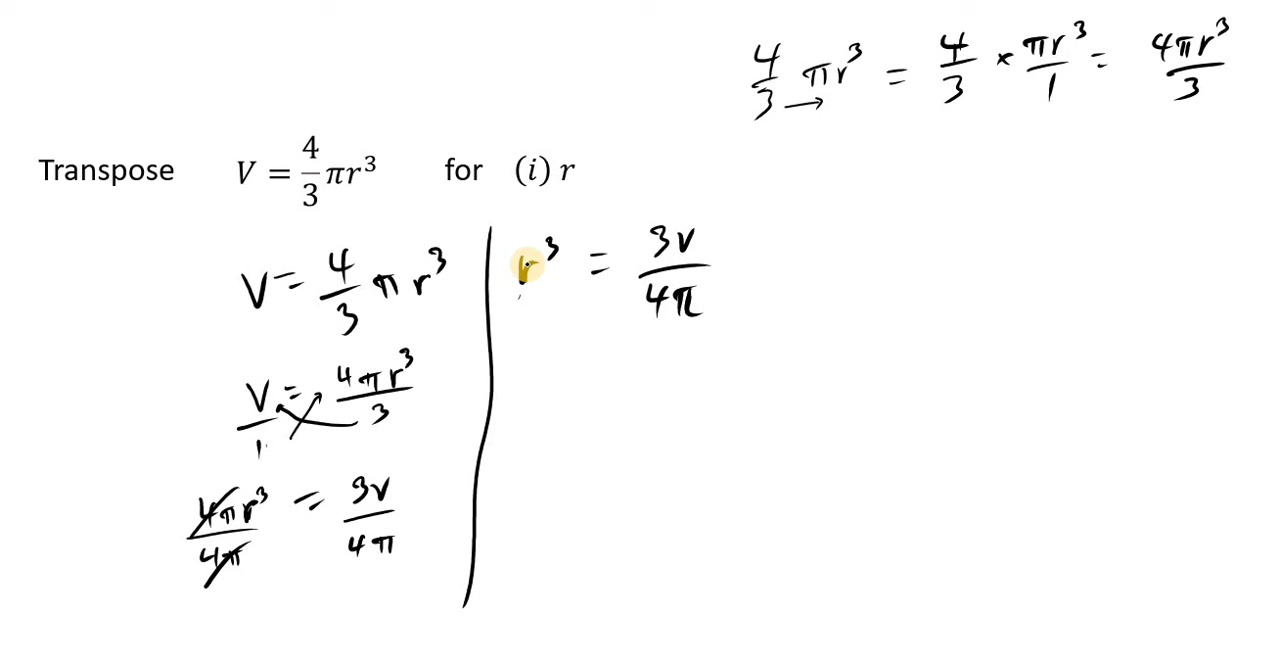 4/3 πr³ = 4/3 × πr³/1 = 4πr³/3
Transpose V = 4/3 πr³ for (i) r
V = 4/3 π r³
V/1 = 4πr³/3
4πr³/4π = 3V/4π
r³ = 3V/4π